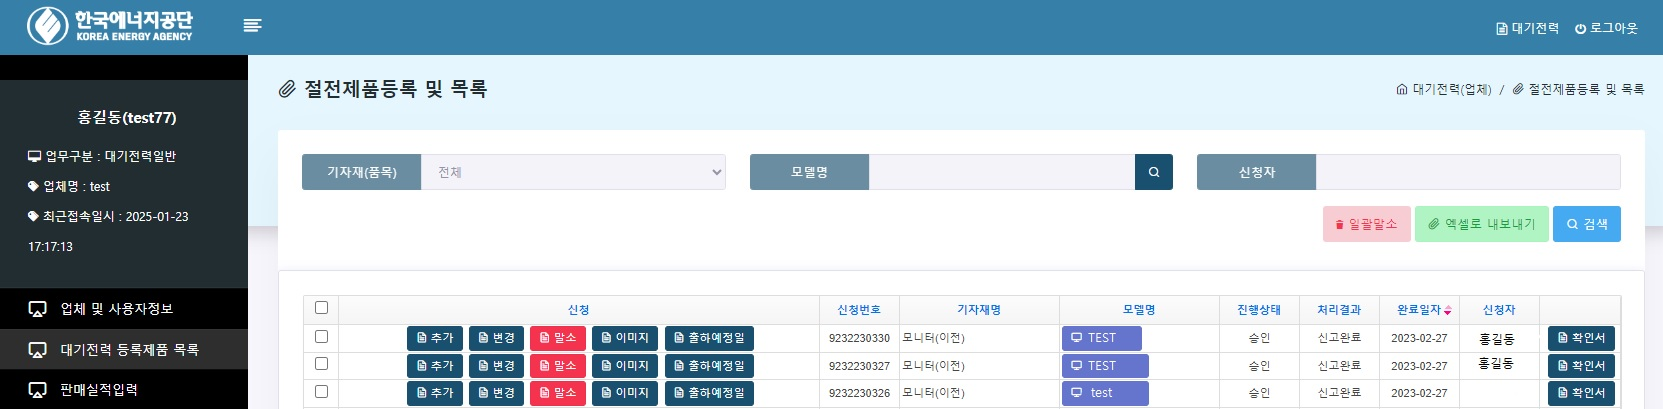 한국에너지공단
KOREA ENERGY AGENCY
대기전력 로그아웃
홍길동(test77)
업무구분 : 대기전력일반
업체명 : test
최근접속일시 : 2025-01-23
17:17:13
업체 및 사용자정보
대기전력 등록제품 목록
판매실적입력
절전제품등록 및 목록
대기전력(업체) / 절전제품등록 및 목록
기자재(품목) 전체 모델명 신청자
일괄말소 엑셀로 내보내기 검색
신청 신청번호 기자재명 모델명 진행상태 처리결과 완료일자 신청자
추가 변경 말소 이미지 출하예정일 9232230330 모니터(이전) TEST 승인 신고완료 2023-02-27 홍길동 확인서
추가 변경 말소 이미지 출하예정일 9232230327 모니터(이전) TEST 승인 신고완료 2023-02-27 홍길동 확인서
추가 변경 말소 이미지 출하예정일 9232230326 모니터(이전) test 승인 신고완료 2023-02-27 확인서